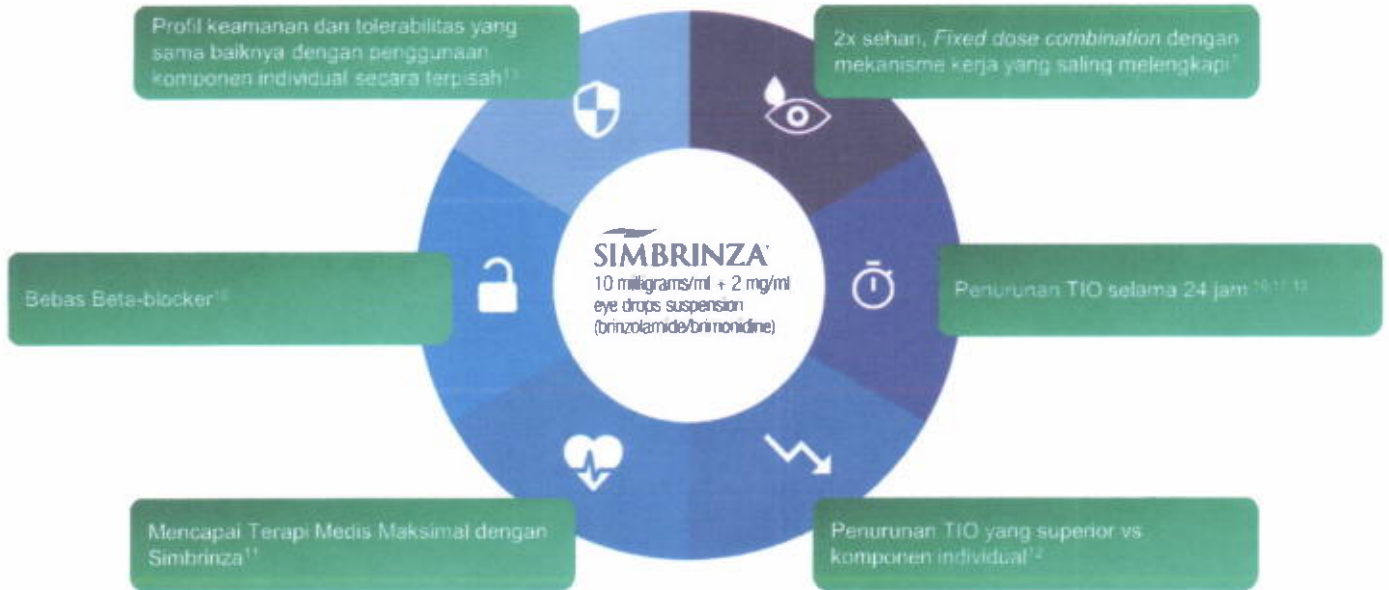 Profil keamanan dan tolerabilitas yang
sama baiknya dengan penggunaan
komponen individual secara terpisah
2x sehari, Fixed dose combination dengan
mekanisme kerja yang saling melengkapi
SIMBRINZA
10 milligrams/ml + 2 mg/ml
eye drops suspension
(brinzolamide/brimonidine)
Bebas Beta-blocker
Penurunan TIO selama 24 jam
Mencapai Terapi Medis Maksimal dengan
Simbrinza¹¹
Penurunan TIO yang superior vs
komponen individual¹²